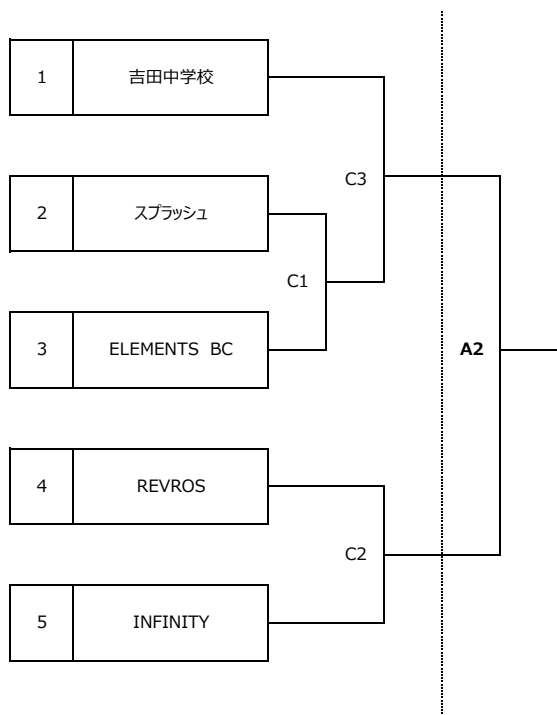 1 吉田中学校
C3
2 スプラッシュ
C1
3 ELEMENTS BC
A2
4 REVROS
C2
5 INFINITY